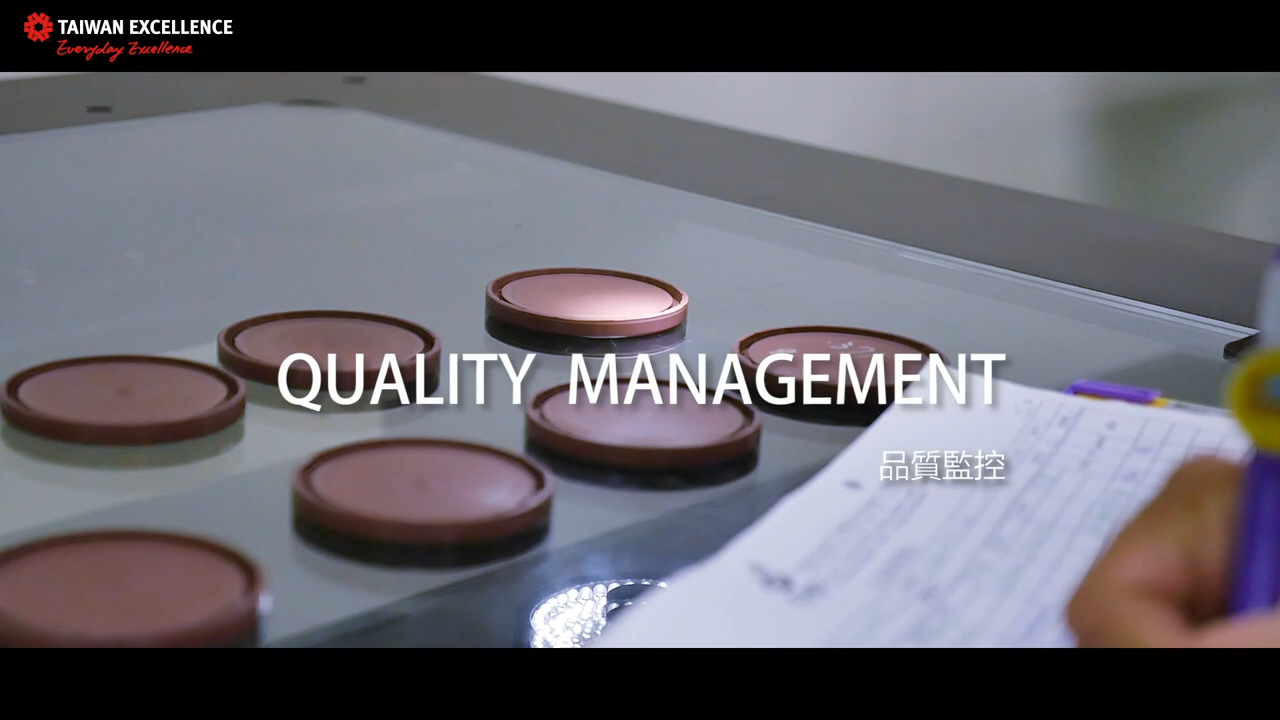 TAIWAN EXCELLENCE
Everyday Excellence
QUALITY MANAGEMENT
品質監控